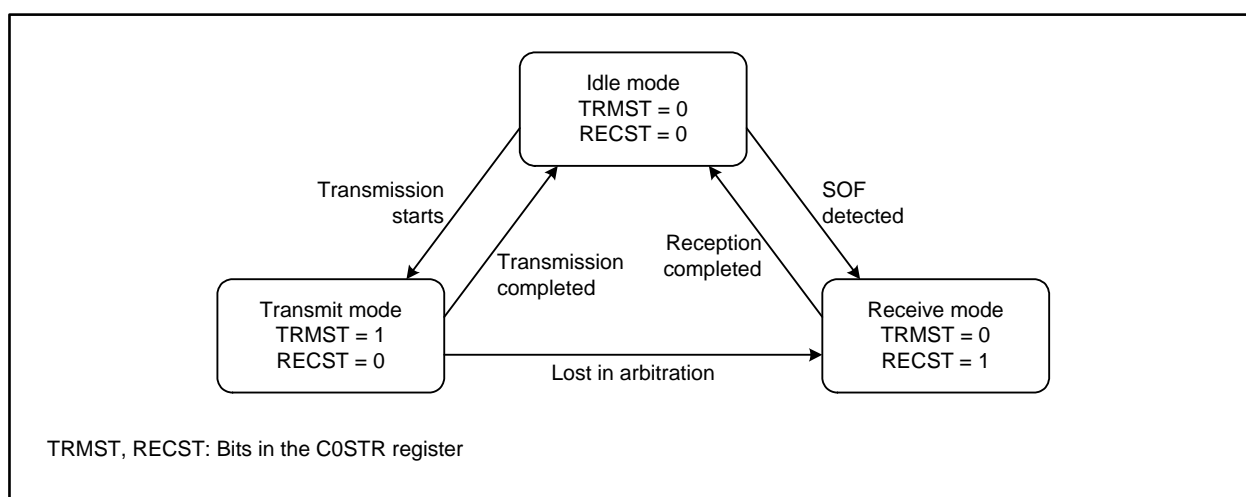 Idle mode
TRMST = 0
RECST = 0
Transmission
starts
SOF
detected
Transmission
completed
Reception
completed
Transmit mode
TRMST = 1
RECST = 0
Receive mode
TRMST = 0
RECST = 1
Lost in arbitration
TRMST, RECST: Bits in the C0STR register